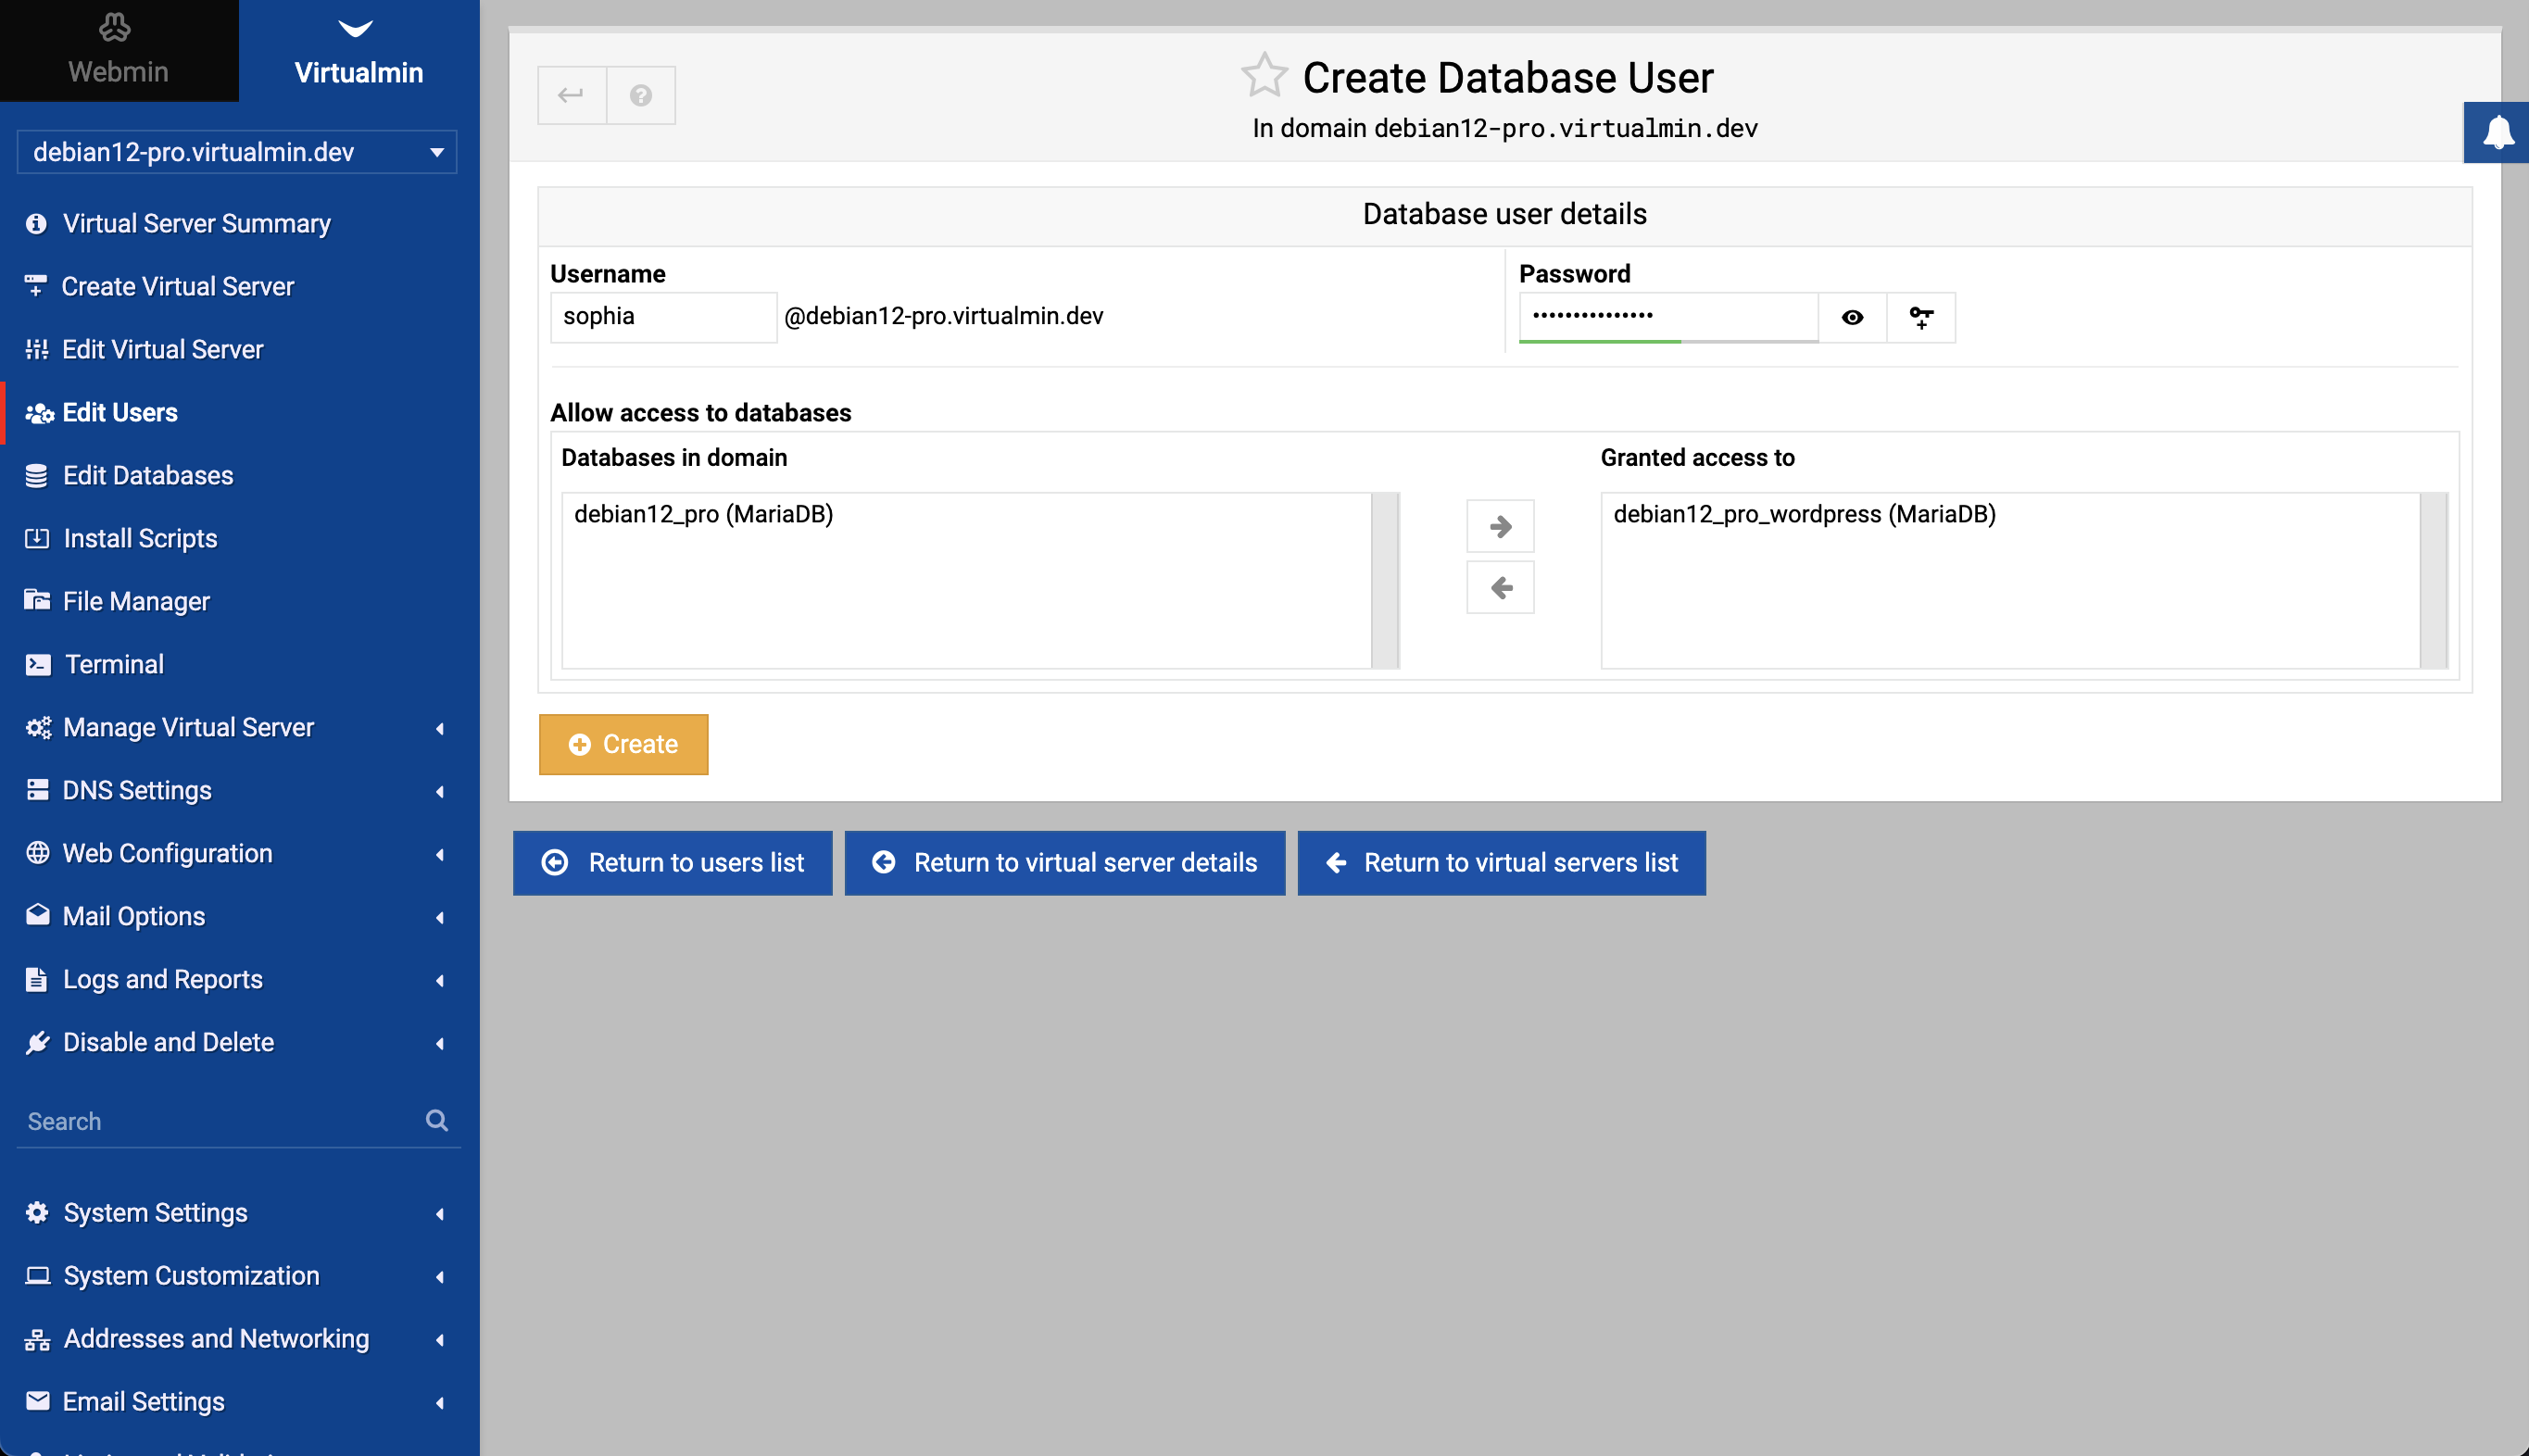 Webmin
Virtualmin
debian12-pro.virtualmin.dev
Virtual Server Summary
Create Virtual Server
Edit Virtual Server
Edit Users
Edit Databases
Install Scripts
File Manager
Terminal
Manage Virtual Server
DNS Settings
Web Configuration
Mail Options
Logs and Reports
Disable and Delete
Search
System Settings
System Customization
Addresses and Networking
Email Settings
Create Database User
In domain debian12-pro.virtualmin.dev
Database user details
Username
sophia @debian12-pro.virtualmin.dev
Password
•••••••••••••••
Allow access to databases
Databases in domain
debian12_pro (MariaDB)
Granted access to
debian12_pro_wordpress (MariaDB)
Create
Return to users list
Return to virtual server details
Return to virtual servers list